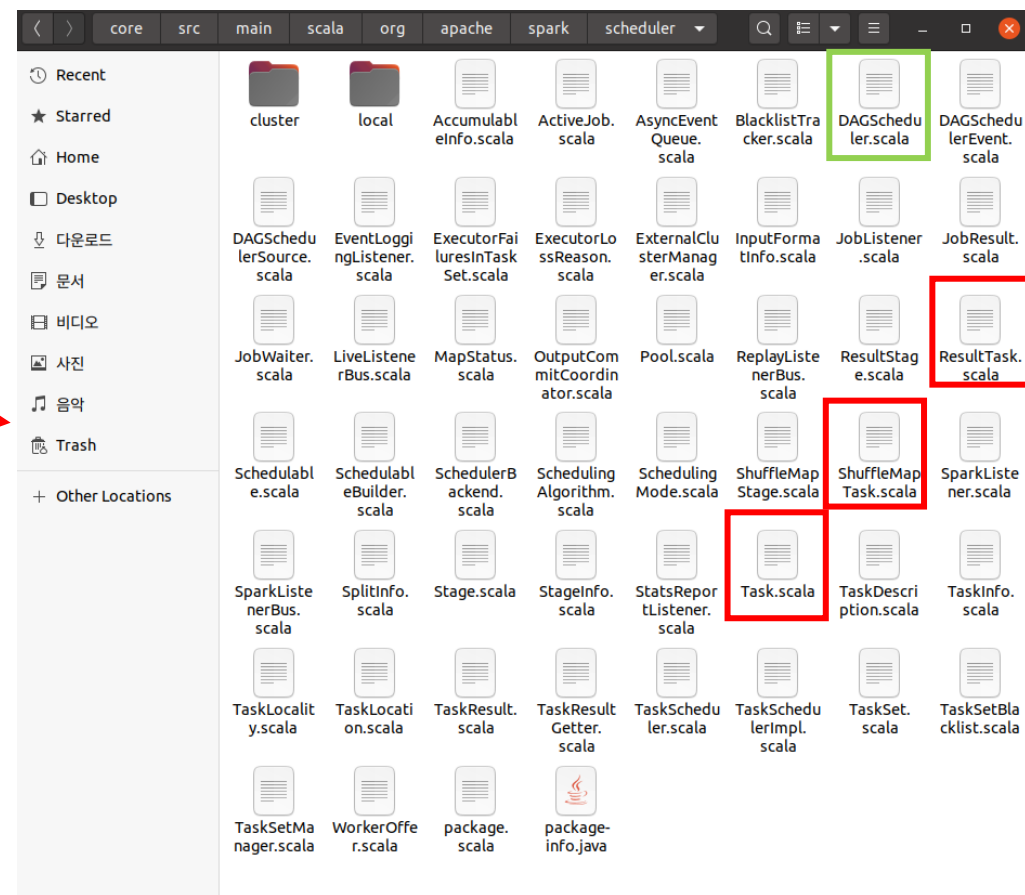 core src main scala org apache spark scheduler
Recent
Starred
Home
Desktop
다운로드
문서
비디오
사진
음악
Trash
+ Other Locations
cluster local Accumulabl ActiveJob. AsyncEvent BlacklistTra DAGSchedu DAGSchedu
eInfo.scala scala Queue. cker.scala ler.scala lerEvent.
scala scala
DAGSchedu EventLoggi ExecutorFai ExecutorLo ExternalClu InputForma JobListener JobResult.
lerSource. ngListener. luresInTask ssReason. sterManag tInfo.scala .scala scala
scala scala Set.scala scala er.scala
JobWaiter. LiveListene MapStatus. OutputCom Pool.scala ReplayListe ResultStag ResultTask.
scala rBus.scala scala mitCoordin nerBus. e.scala scala
ator.scala scala
Schedulabl Schedulabl SchedulerB Scheduling Scheduling ShuffleMap ShuffleMap SparkListe
e.scala eBuilder. ackend. Algorithm. Mode.scala Stage.scala Task.scala ner.scala
scala scala scala
SparkListe SplitInfo. Stage.scala StageInfo. StatsRepor Task.scala TaskDescri TaskInfo.
nerBus. scala scala tListener. ption.scala scala
scala scala
TaskLocalit TaskLocati TaskResult. TaskResult TaskSchedu TaskSchedu TaskSet. TaskSetBla
y.scala on.scala scala Getter. ler.scala lerImpl. scala cklist.scala
scala scala
TaskSetMa WorkerOffe package. package-
nager.scala r.scala scala info.java